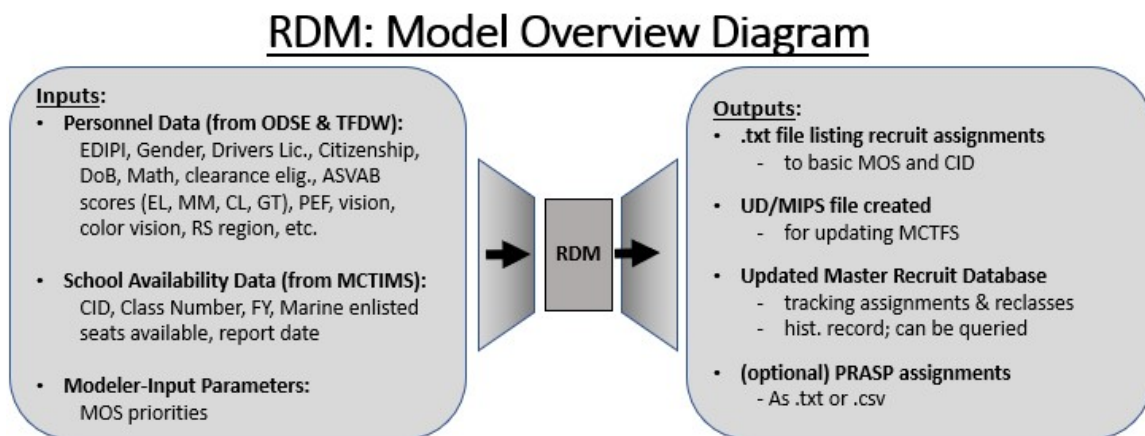 RDM: Model Overview Diagram
Inputs:
• Personnel Data (from ODSE & TFDW):
EDIPI, Gender, Drivers Lic., Citizenship,
DoB, Math, clearance elig., ASVAB
scores (EL, MM, CL, GT), PEF, vision,
color vision, RS region, etc.
• School Availability Data (from MCTIMS):
CID, Class Number, FY, Marine enlisted
seats available, report date
• Modeler-Input Parameters:
MOS priorities
RDM
Outputs:
• .txt file listing recruit assignments
- to basic MOS and CID
• UD/MIPS file created
- for updating MCTFS
• Updated Master Recruit Database
- tracking assignments & reclasses
- hist. record; can be queried
• (optional) PRASP assignments
- As .txt or .csv